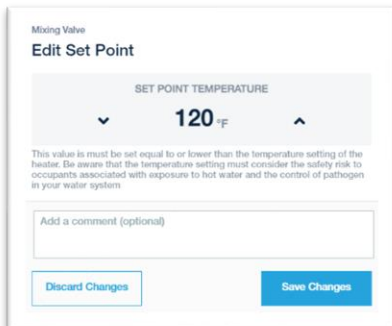 Mixing Valve
Edit Set Point
SET POINT TEMPERATURE
120 °F
This value is must be set equal to or lower than the temperature setting of the
heater. Be aware that the temperature setting must consider the safety risk to
occupants associated with exposure to hot water and the control of pathogen
in your water system
Add a comment (optional)
Discard Changes
Save Changes